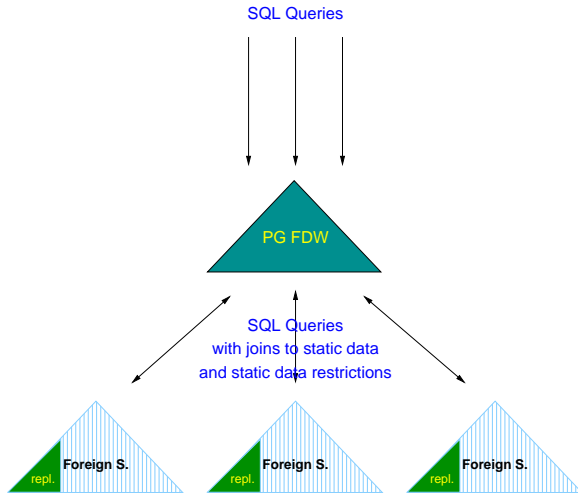 SQL Queries
PG FDW
SQL Queries
with joins to static data
and static data restrictions
Foreign S.
repl.
Foreign S.
repl.
Foreign S.
repl.